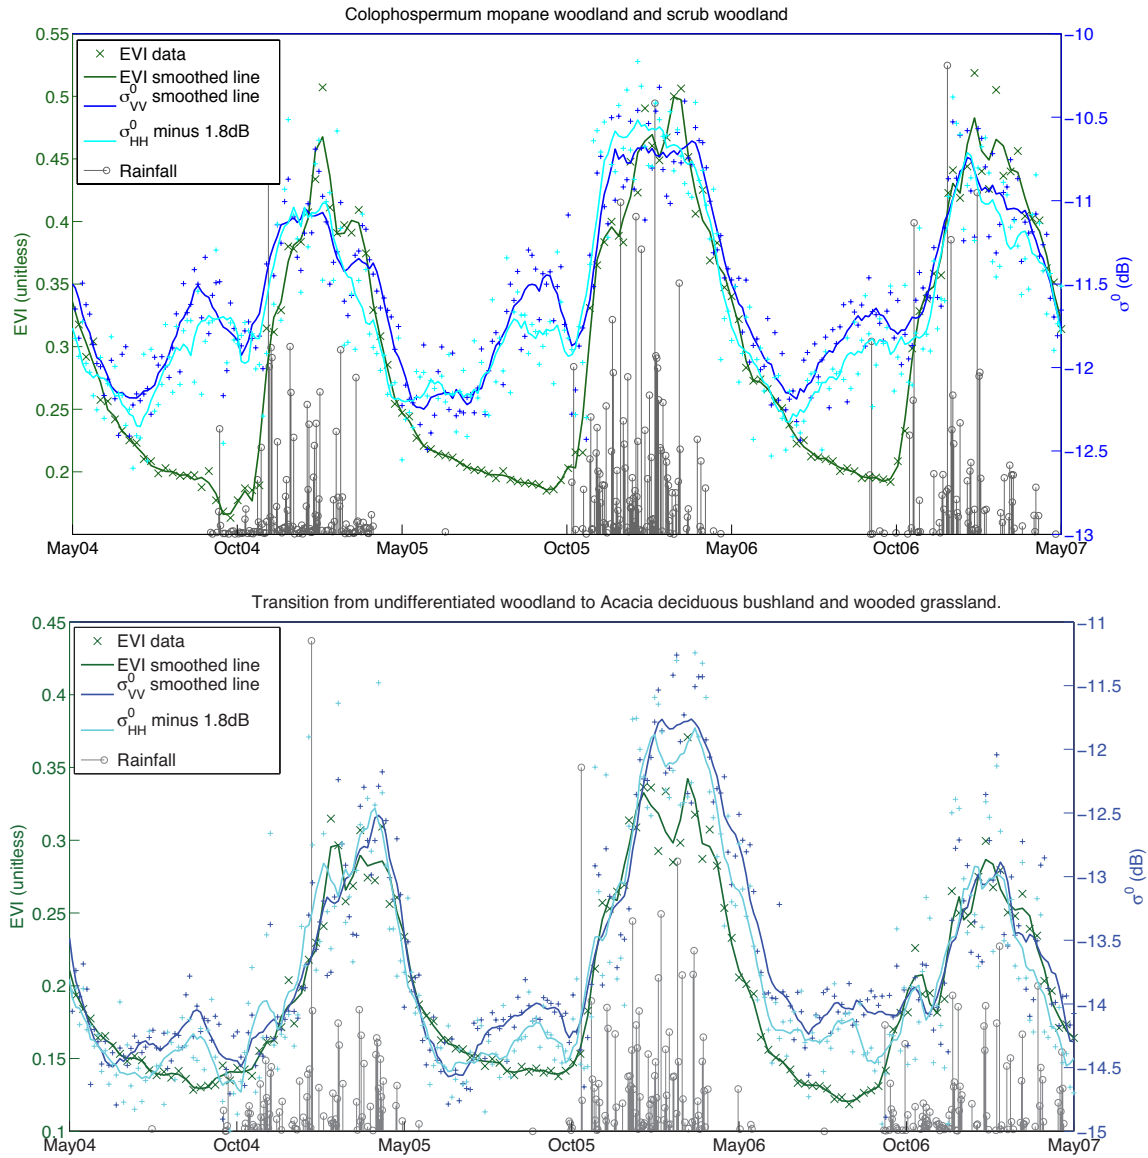 Colophospermum mopane woodland and scrub woodland
0.55
0.5
0.45
0.4
0.35
0.3
0.25
0.2
EVI (unitless)
EVI data
EVI smoothed line
σ⁰VV smoothed line
σ⁰HH minus 1.8dB
Rainfall
−10
−10.5
−11
−11.5
−12
−12.5
−13
σ⁰ (dB)
May04 Oct04 May05 Oct05 May06 Oct06 May07
Transition from undifferentiated woodland to Acacia deciduous bushland and wooded grassland.
0.45
0.4
0.35
0.3
0.25
0.2
0.15
0.1
EVI (unitless)
EVI data
EVI smoothed line
σ⁰VV smoothed line
σ⁰HH minus 1.8dB
Rainfall
−11
−11.5
−12
−12.5
−13
−13.5
−14
−14.5
−15
σ⁰ (dB)
May04 Oct04 May05 Oct05 May06 Oct06 May07